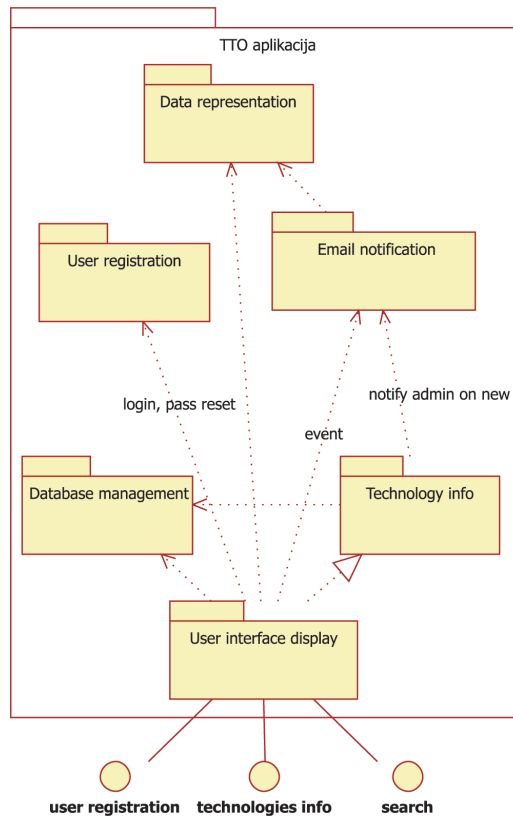 TTO aplikacija
Data representation
User registration
Email notification
login, pass reset
notify admin on new
event
Database management
Technology info
User interface display
user registration
technologies info
search